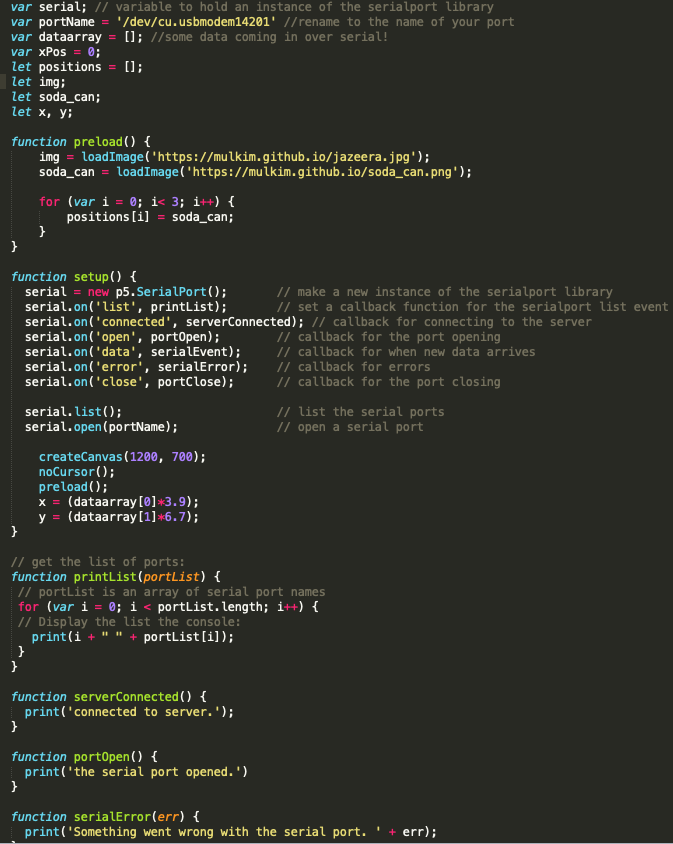 var serial; // variable to hold an instance of the serialport library
var portName = '/dev/cu.usbmodem14201' //rename to the name of your port
var dataarray = []; //some data coming in over serial!
var xPos = 0;
let positions = [];
let img;
let soda_can;
let x, y;

function preload() {
    img = loadImage('https://mulkim.github.io/jazeera.jpg');
    soda_can = loadImage('https://mulkim.github.io/soda_can.png');

    for (var i = 0; i< 3; i++) {
        positions[i] = soda_can;
    }
}

function setup() {
  serial = new p5.SerialPort();       // make a new instance of the serialport library
  serial.on('list', printList);       // set a callback function for the serialport list event
  serial.on('connected', serverConnected); // callback for connecting to the server
  serial.on('open', portOpen);        // callback for the port opening
  serial.on('data', serialEvent);     // callback for when new data arrives
  serial.on('error', serialError);    // callback for errors
  serial.on('close', portClose);      // callback for the port closing

  serial.list();                      // list the serial ports
  serial.open(portName);              // open a serial port

    createCanvas(1200, 700);
    noCursor();
    preload();
    x = (dataarray[0]*3.9);
    y = (dataarray[1]*6.7);
}

// get the list of ports:
function printList(portList) {
 // portList is an array of serial port names
 for (var i = 0; i < portList.length; i++) {
 // Display the list the console:
   print(i + " " + portList[i]);
 }
}

function serverConnected() {
  print('connected to server.');
}

function portOpen() {
  print('the serial port opened.')
}

function serialError(err) {
  print('Something went wrong with the serial port. ' + err);